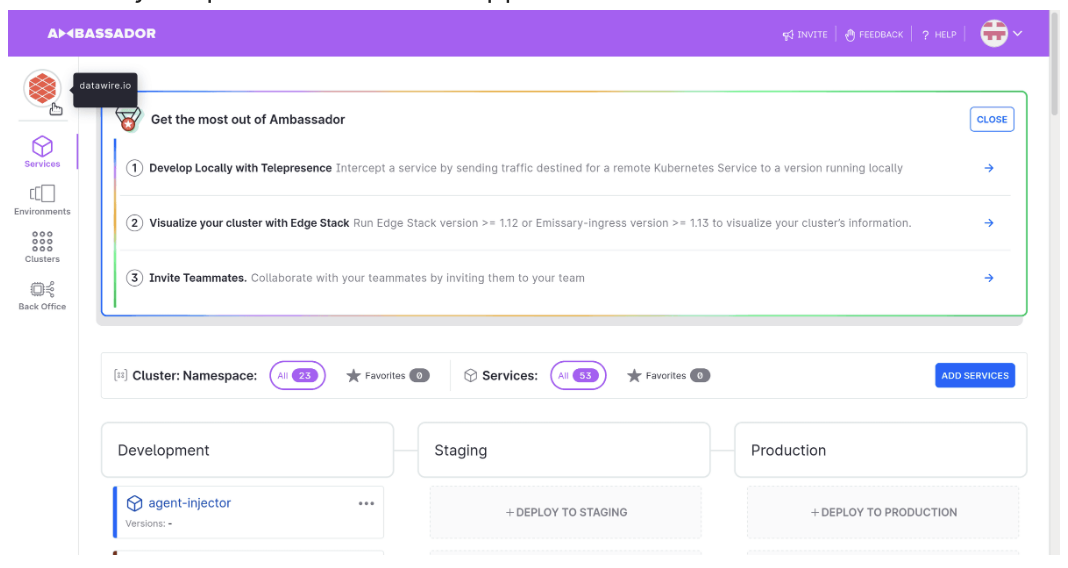 AMBASSADOR
INVITE
FEEDBACK
? HELP
datawire.io
Services
Environments
Clusters
Back Office
Get the most out of Ambassador
CLOSE
1 Develop Locally with Telepresence Intercept a service by sending traffic destined for a remote Kubernetes Service to a version running locally
2 Visualize your cluster with Edge Stack Run Edge Stack version >= 1.12 or Emissary-ingress version >= 1.13 to visualize your cluster's information.
3 Invite Teammates. Collaborate with your teammates by inviting them to your team
Cluster: Namespace: All 23 Favorites 0 Services: All 53 Favorites 0 ADD SERVICES
Development
Staging
Production
agent-injector
Versions: -
+ DEPLOY TO STAGING
+ DEPLOY TO PRODUCTION